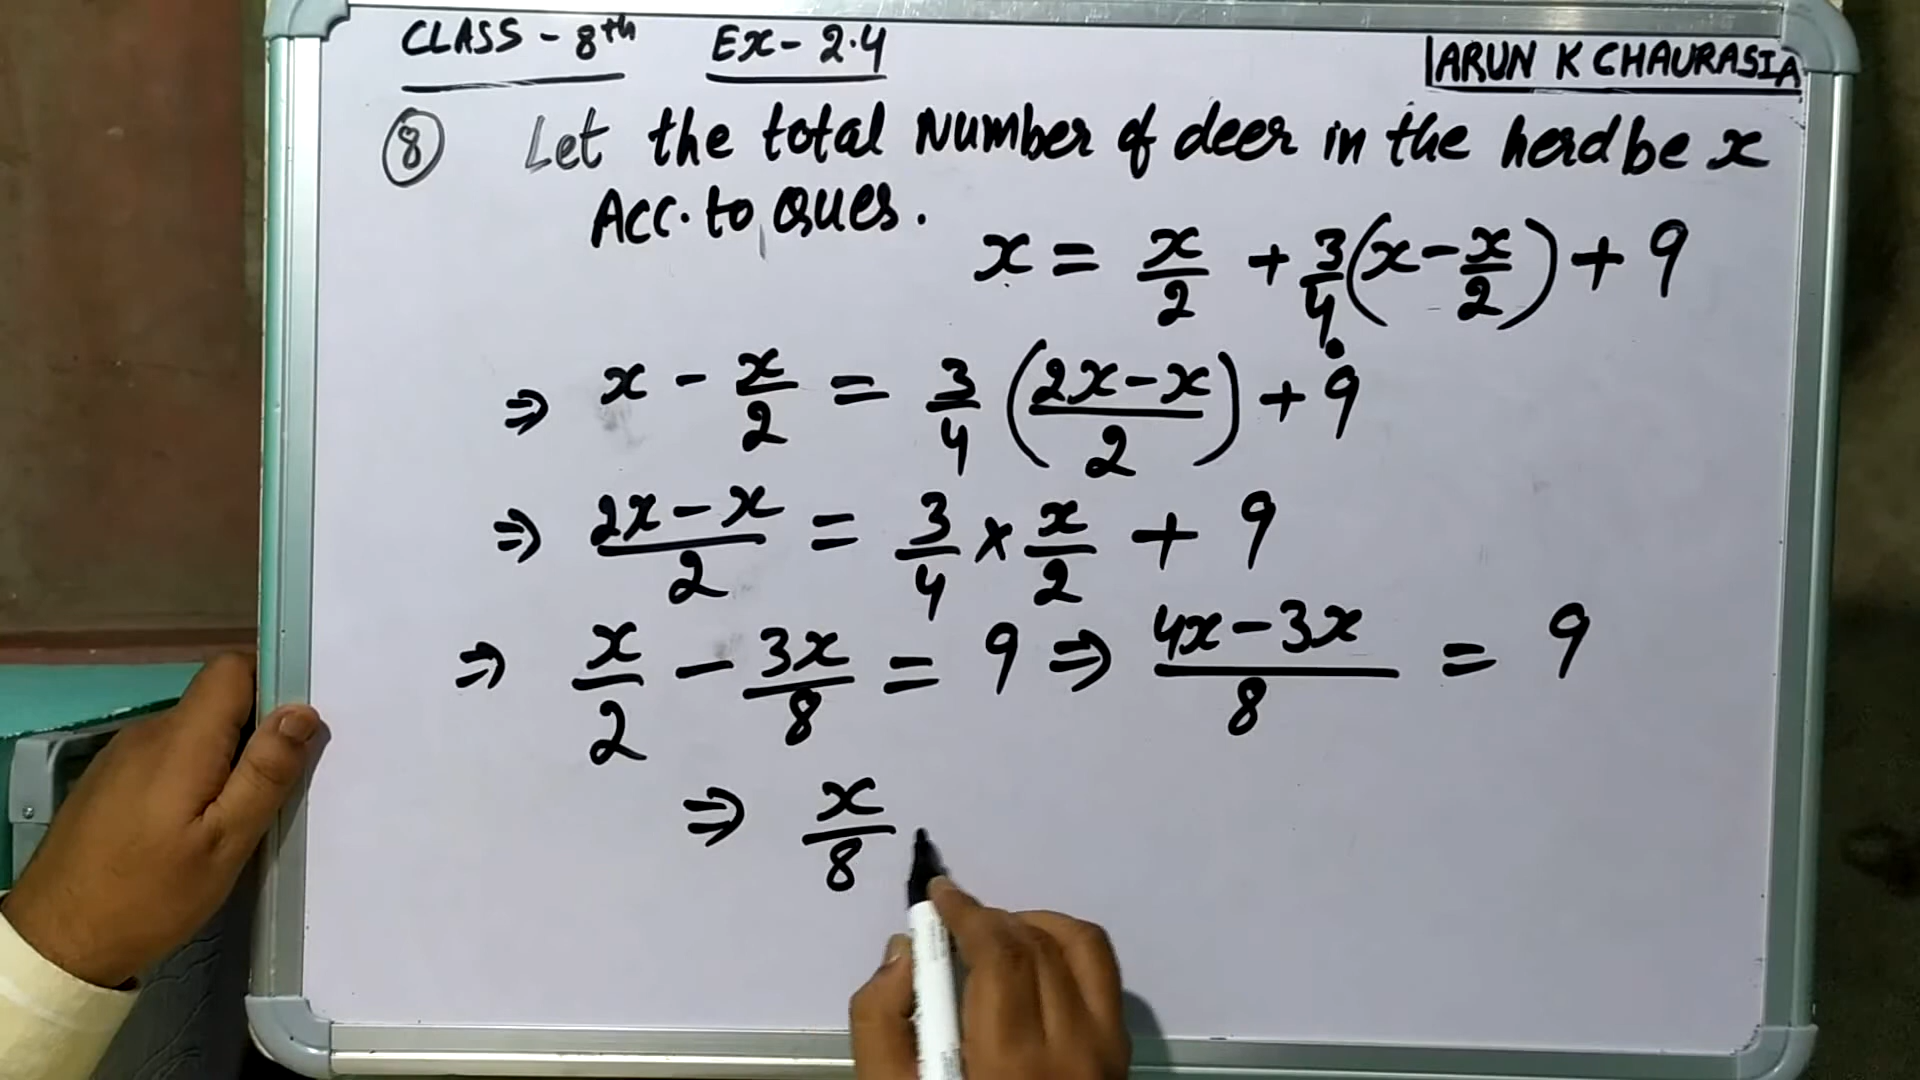 CLASS - 8th Ex - 2.4 TARUN K CHAURASIA
8 Let the total Number of deer in the herd be x
Acc. to Ques.
x = x/2 + 3/4 (x - x/2) + 9
⇒ x - x/2 = 3/4 ((2x - x)/2) + 9
⇒ (2x - x)/2 = 3/4 × x/2 + 9
⇒ x/2 - 3x/8 = 9 ⇒ (4x - 3x)/8 = 9
⇒ x/8